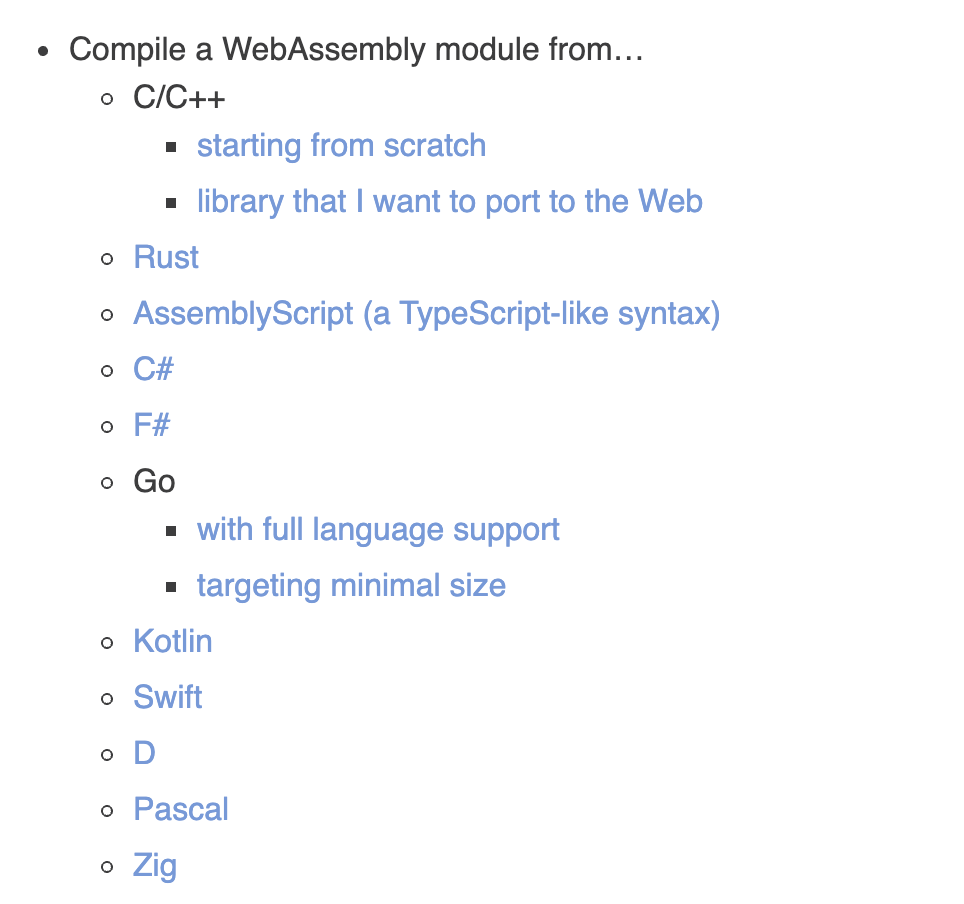 Compile a WebAssembly module from…
C/C++
starting from scratch
library that I want to port to the Web
Rust
AssemblyScript (a TypeScript-like syntax)
C#
F#
Go
with full language support
targeting minimal size
Kotlin
Swift
D
Pascal
Zig